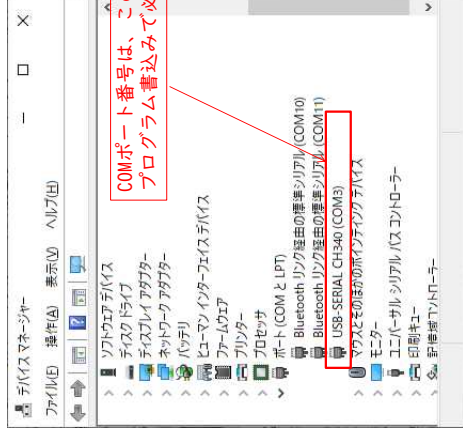 デバイス マネージャー
ファイル(F) 操作(A) 表示(V) ヘルプ(H)
ソフトウェア デバイス
ディスク ドライブ
ディスプレイ アダプター
ネットワーク アダプター
バッテリ
ヒューマン インターフェイス デバイス
ファームウェア
プリンター
プロセッサ
ポート (COM と LPT)
Bluetooth リンク経由の標準シリアル (COM10)
Bluetooth リンク経由の標準シリアル (COM11)
USB-SERIAL CH340 (COM3)
マウスとそのほかのポインティング デバイス
モニター
ユニバーサル シリアル バス コントローラー
印刷キュー
記憶域コントローラー
COMポート番号は、こ
プログラム書込みで必